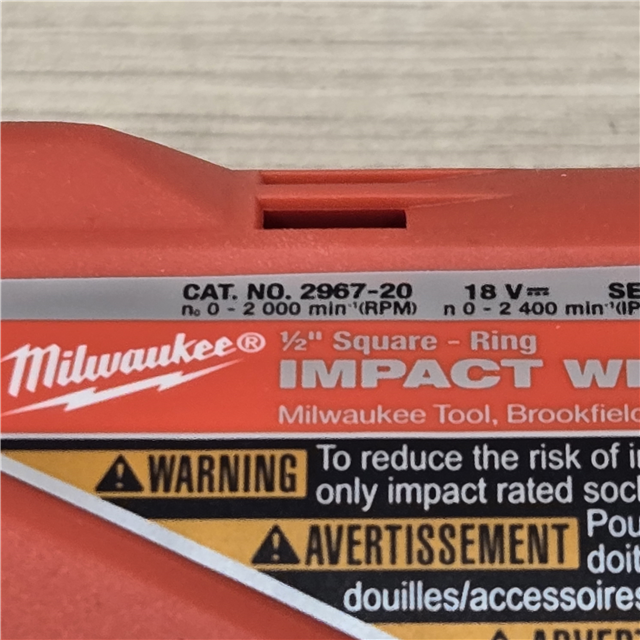 CAT. NO. 2967-20 18 V⎓
n₀ 0 - 2 000 min⁻¹(RPM) n 0 - 2 400 min⁻¹
Milwaukee® ½" Square - Ring
IMPACT
Milwaukee Tool,
WARNING To reduce the risk of
only impact rated
AVERTISSEMENT
doit
douilles/accessoires